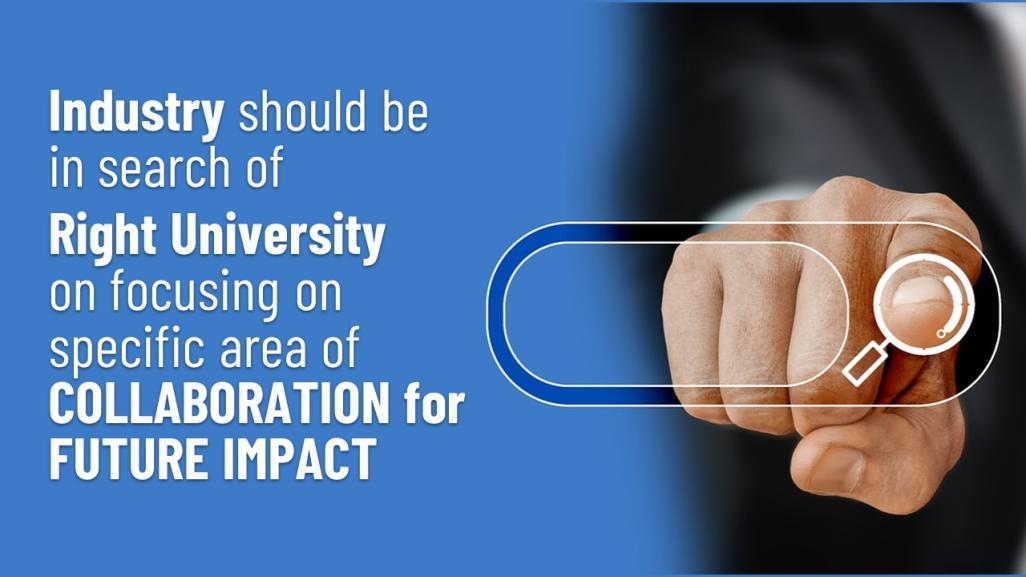 Industry should be
in search of
Right University
on focusing on
specific area of
COLLABORATION for
FUTURE IMPACT